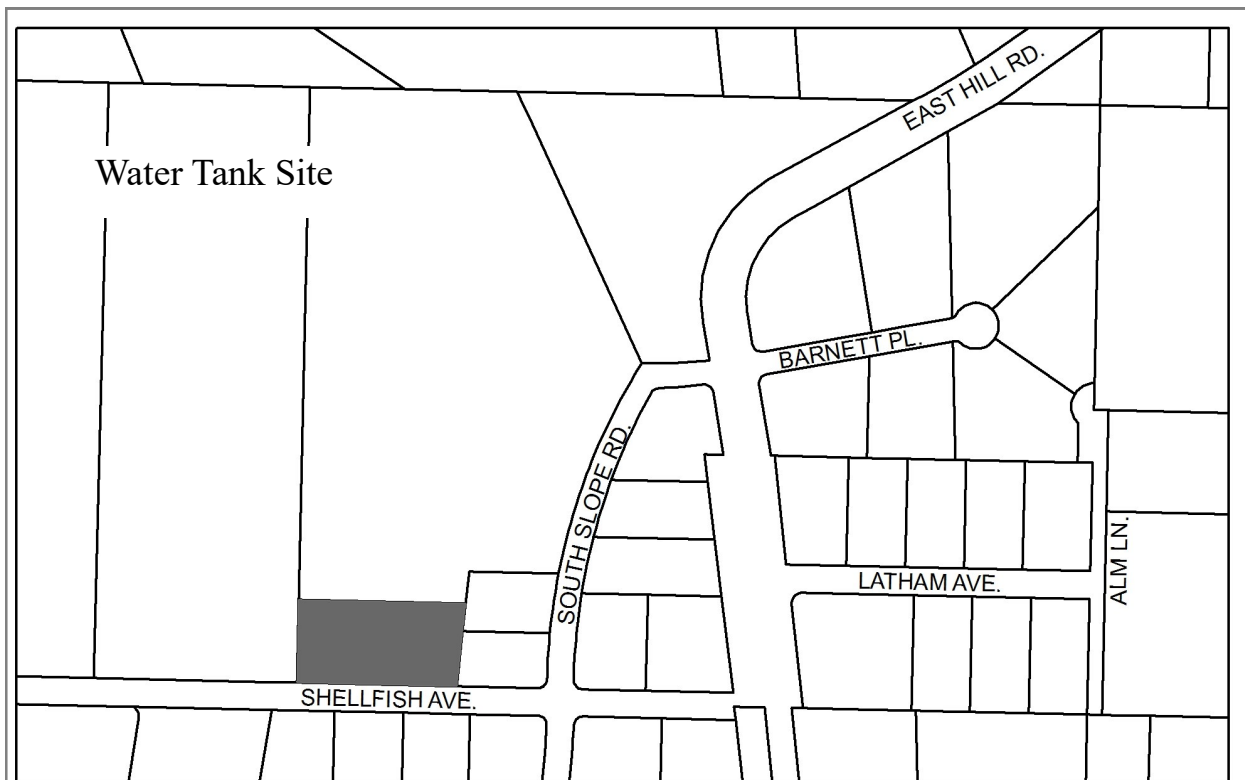 EAST HILL RD.
Water Tank Site
BARNETT PL.
SOUTH SLOPE RD.
ALM LN.
LATHAM AVE.
SHELLFISH AVE.